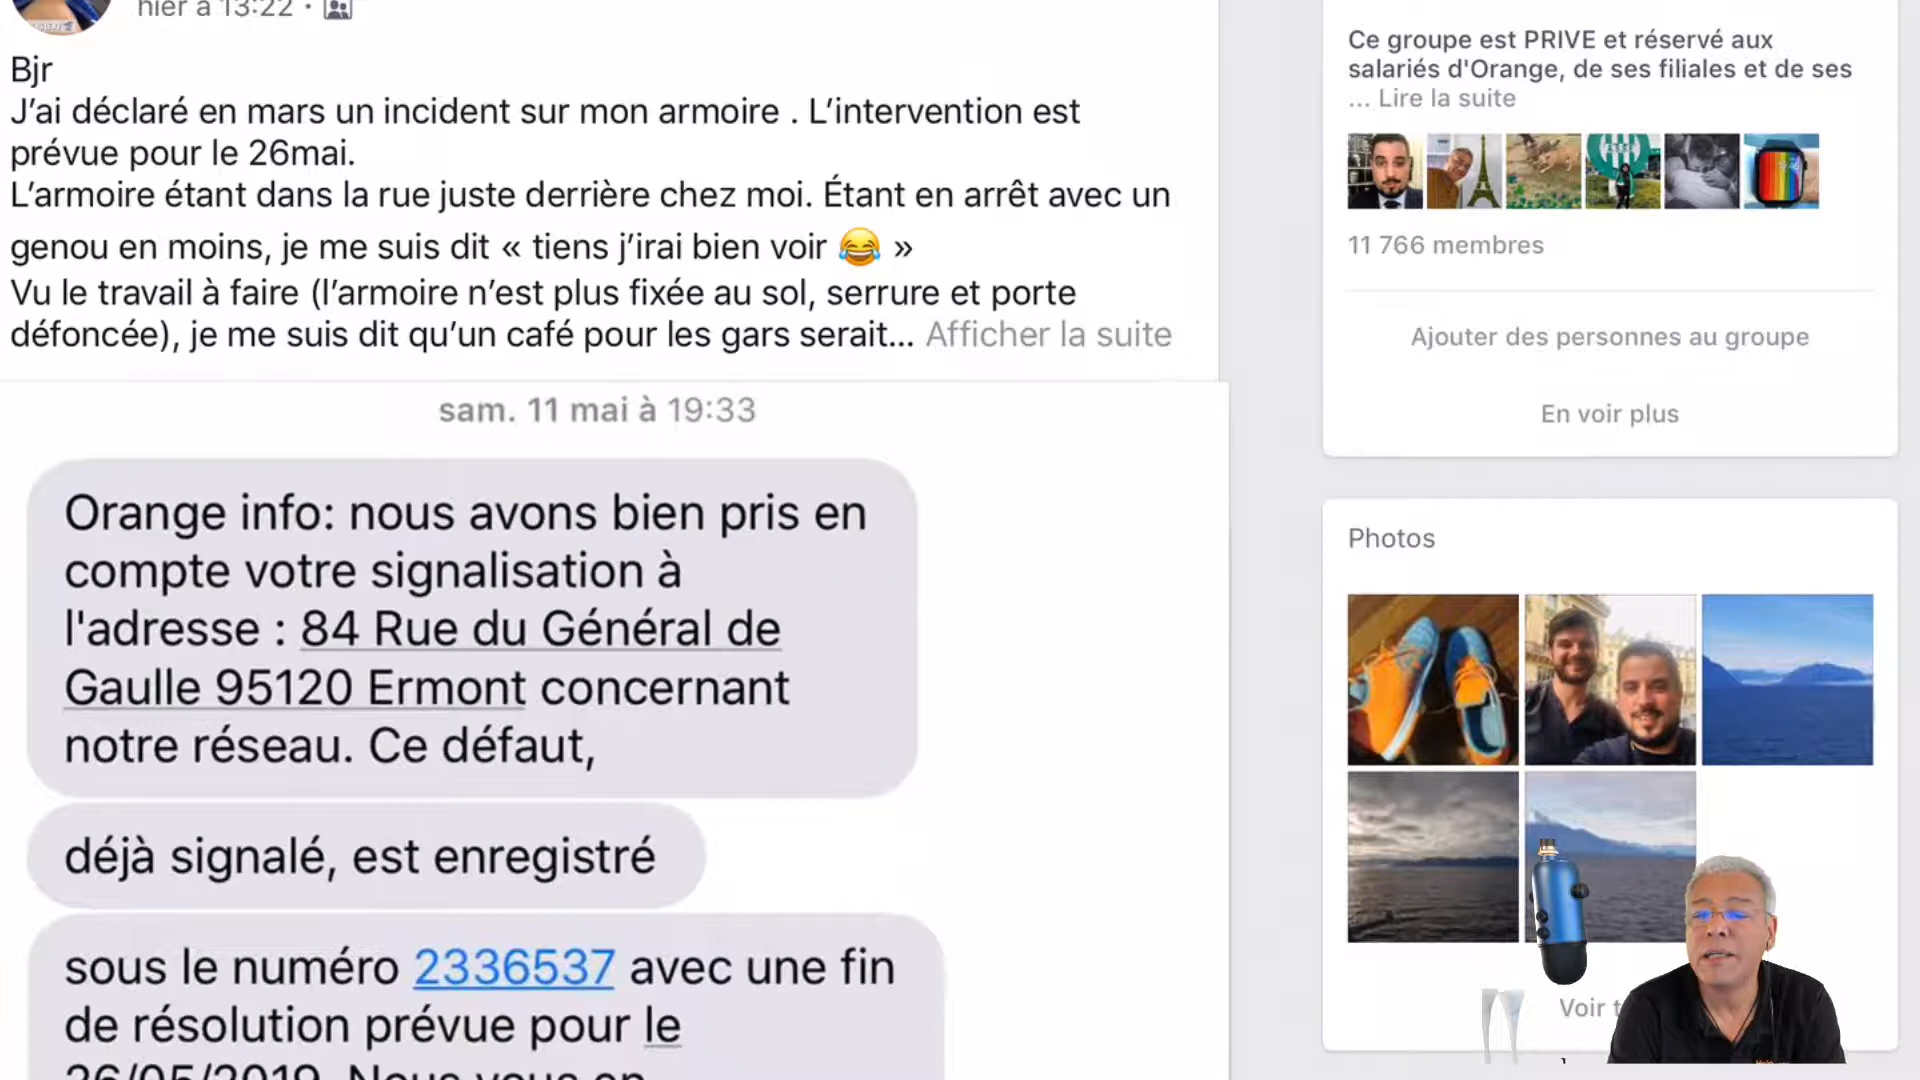 hier à 13:22 ·
Bjr
J’ai déclaré en mars un incident sur mon armoire . L’intervention est
prévue pour le 26mai.
L’armoire étant dans la rue juste derrière chez moi. Étant en arrêt avec un
genou en moins, je me suis dit « tiens j’irai bien voir 😂 »
Vu le travail à faire (l’armoire n’est plus fixée au sol, serrure et porte
défoncée), je me suis dit qu’un café pour les gars serait... Afficher la suite
sam. 11 mai à 19:33
Orange info: nous avons bien pris en
compte votre signalisation à
l'adresse : 84 Rue du Général de
Gaulle 95120 Ermont concernant
notre réseau. Ce défaut,
déjà signalé, est enregistré
sous le numéro 2336537 avec une fin
de résolution prévue pour le
26/05/2019. Nous vous en
Ce groupe est PRIVE et réservé aux
salariés d'Orange, de ses filiales et de ses
... Lire la suite
11 766 membres
Ajouter des personnes au groupe
En voir plus
Photos
Voir